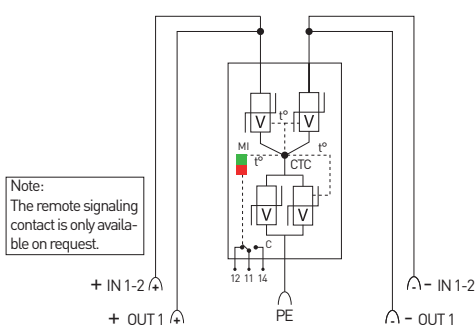 t°
V
V
MI
t°
t°
CTC
Note:
The remote signaling
contact is only availa-
ble on request.
V
V
C
12 11 14
+ IN 1-2 +
- - IN 1-2
+ OUT 1 +
PE
- - OUT 1